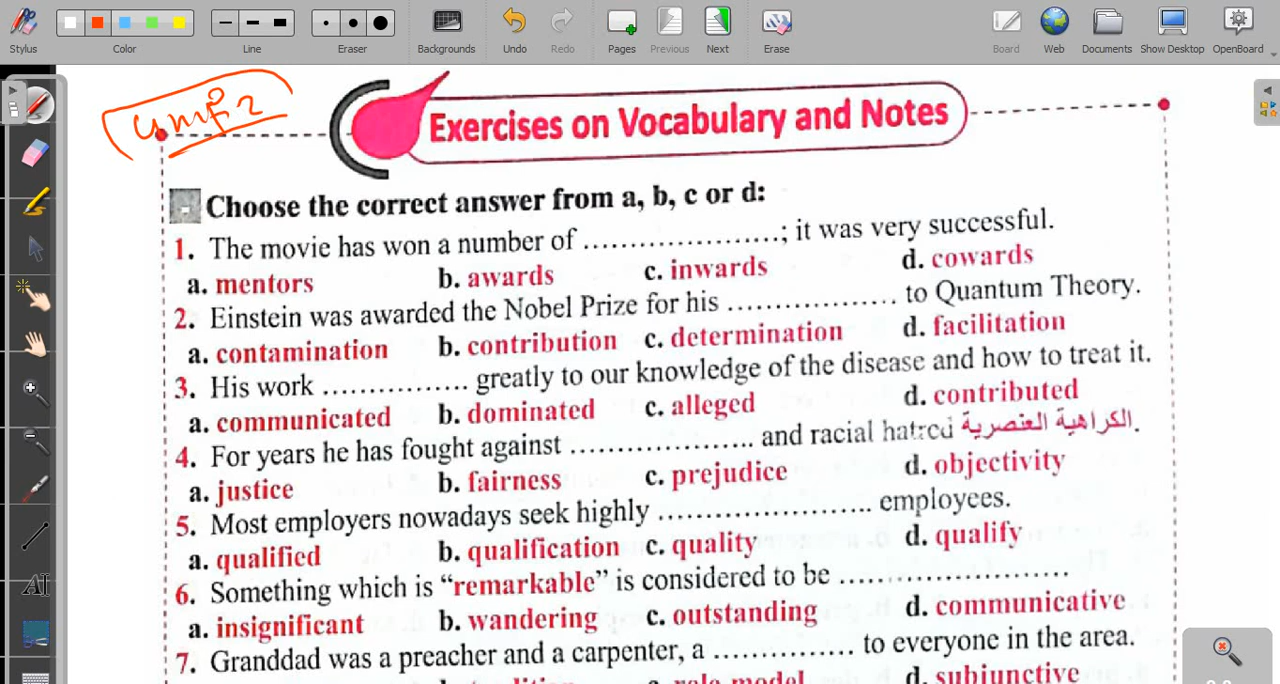 Stylus
Color
Line
Eraser
Backgrounds
Undo
Redo
Pages
Previous
Next
Erase
Board
Web
Documents
Show Desktop
OpenBoard
Exercises on Vocabulary and Notes
- Choose the correct answer from a, b, c or d:
1. The movie has won a number of ....................; it was very successful.
a. mentors b. awards c. inwards d. cowards
2. Einstein was awarded the Nobel Prize for his ................. to Quantum Theory.
a. contamination b. contribution c. determination d. facilitation
3. His work ............... greatly to our knowledge of the disease and how to treat it.
a. communicated b. dominated c. alleged d. contributed
4. For years he has fought against ................... and racial hatred الكراهية العنصرية.
a. justice b. fairness c. prejudice d. objectivity
5. Most employers nowadays seek highly ...................... employees.
a. qualified b. qualification c. quality d. qualify
6. Something which is “remarkable” is considered to be .......................
a. insignificant b. wandering c. outstanding d. communicative
7. Granddad was a preacher and a carpenter, a ............... to everyone in the area.
c. role model d. subjunctive
AI